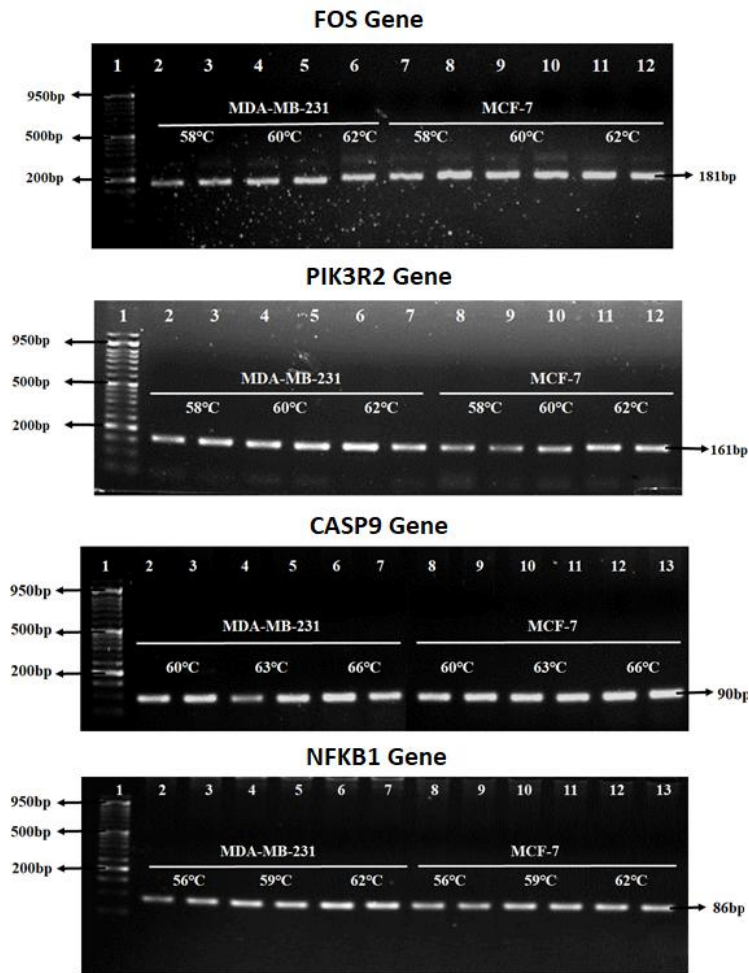 FOS Gene
1 2 3 4 5 6 7 8 9 10 11 12
950bp
MDA-MB-231 MCF-7
500bp
58°C 60°C 62°C 58°C 60°C 62°C
200bp
181bp
PIK3R2 Gene
1 2 3 4 5 6 7 8 9 10 11 12
950bp
MDA-MB-231 MCF-7
500bp
58°C 60°C 62°C 58°C 60°C 62°C
200bp
161bp
CASP9 Gene
1 2 3 4 5 6 7 8 9 10 11 12 13
950bp
MDA-MB-231 MCF-7
500bp
60°C 63°C 66°C 60°C 63°C 66°C
200bp
90bp
NFKB1 Gene
1 2 3 4 5 6 7 8 9 10 11 12 13
950bp
500bp
MDA-MB-231 MCF-7
200bp
56°C 59°C 62°C 56°C 59°C 62°C
86bp